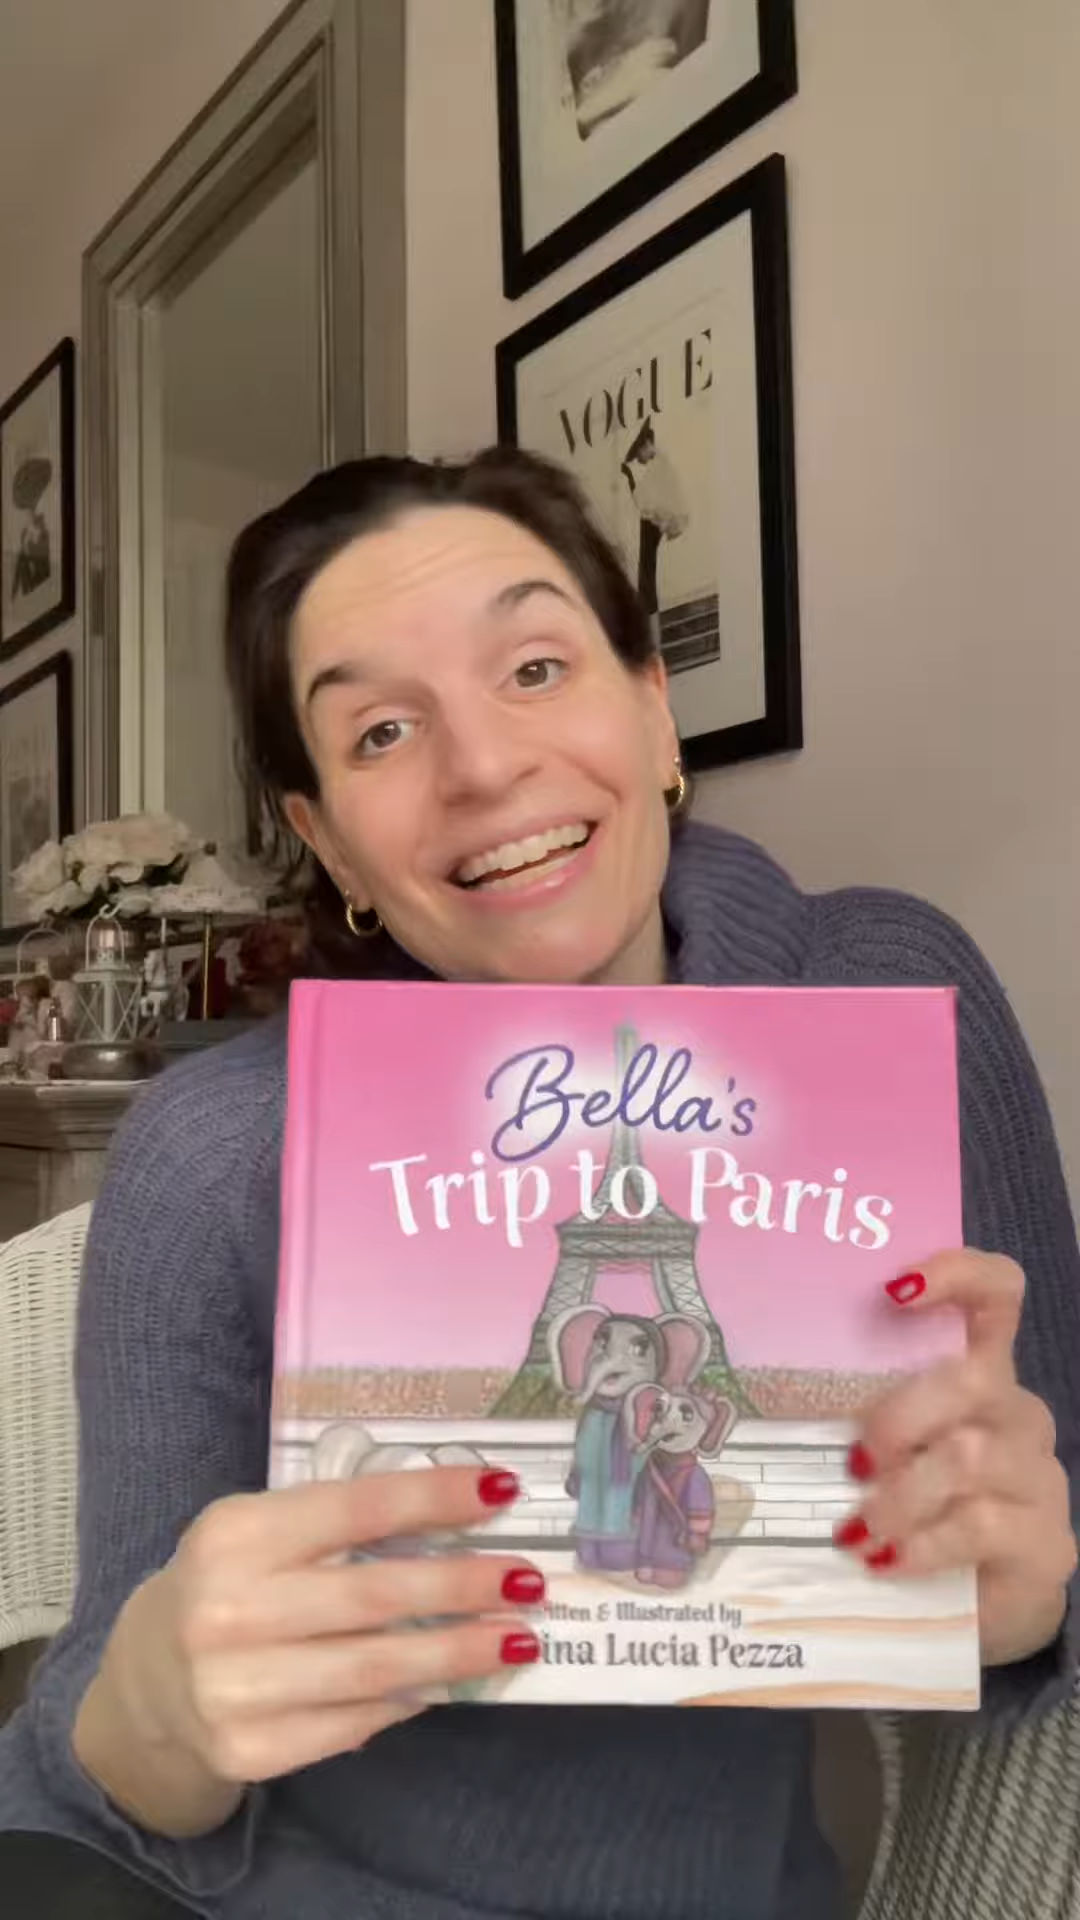 VOGUE
Bella's
Trip to Paris
& Illustrated by
Lucia Pezza